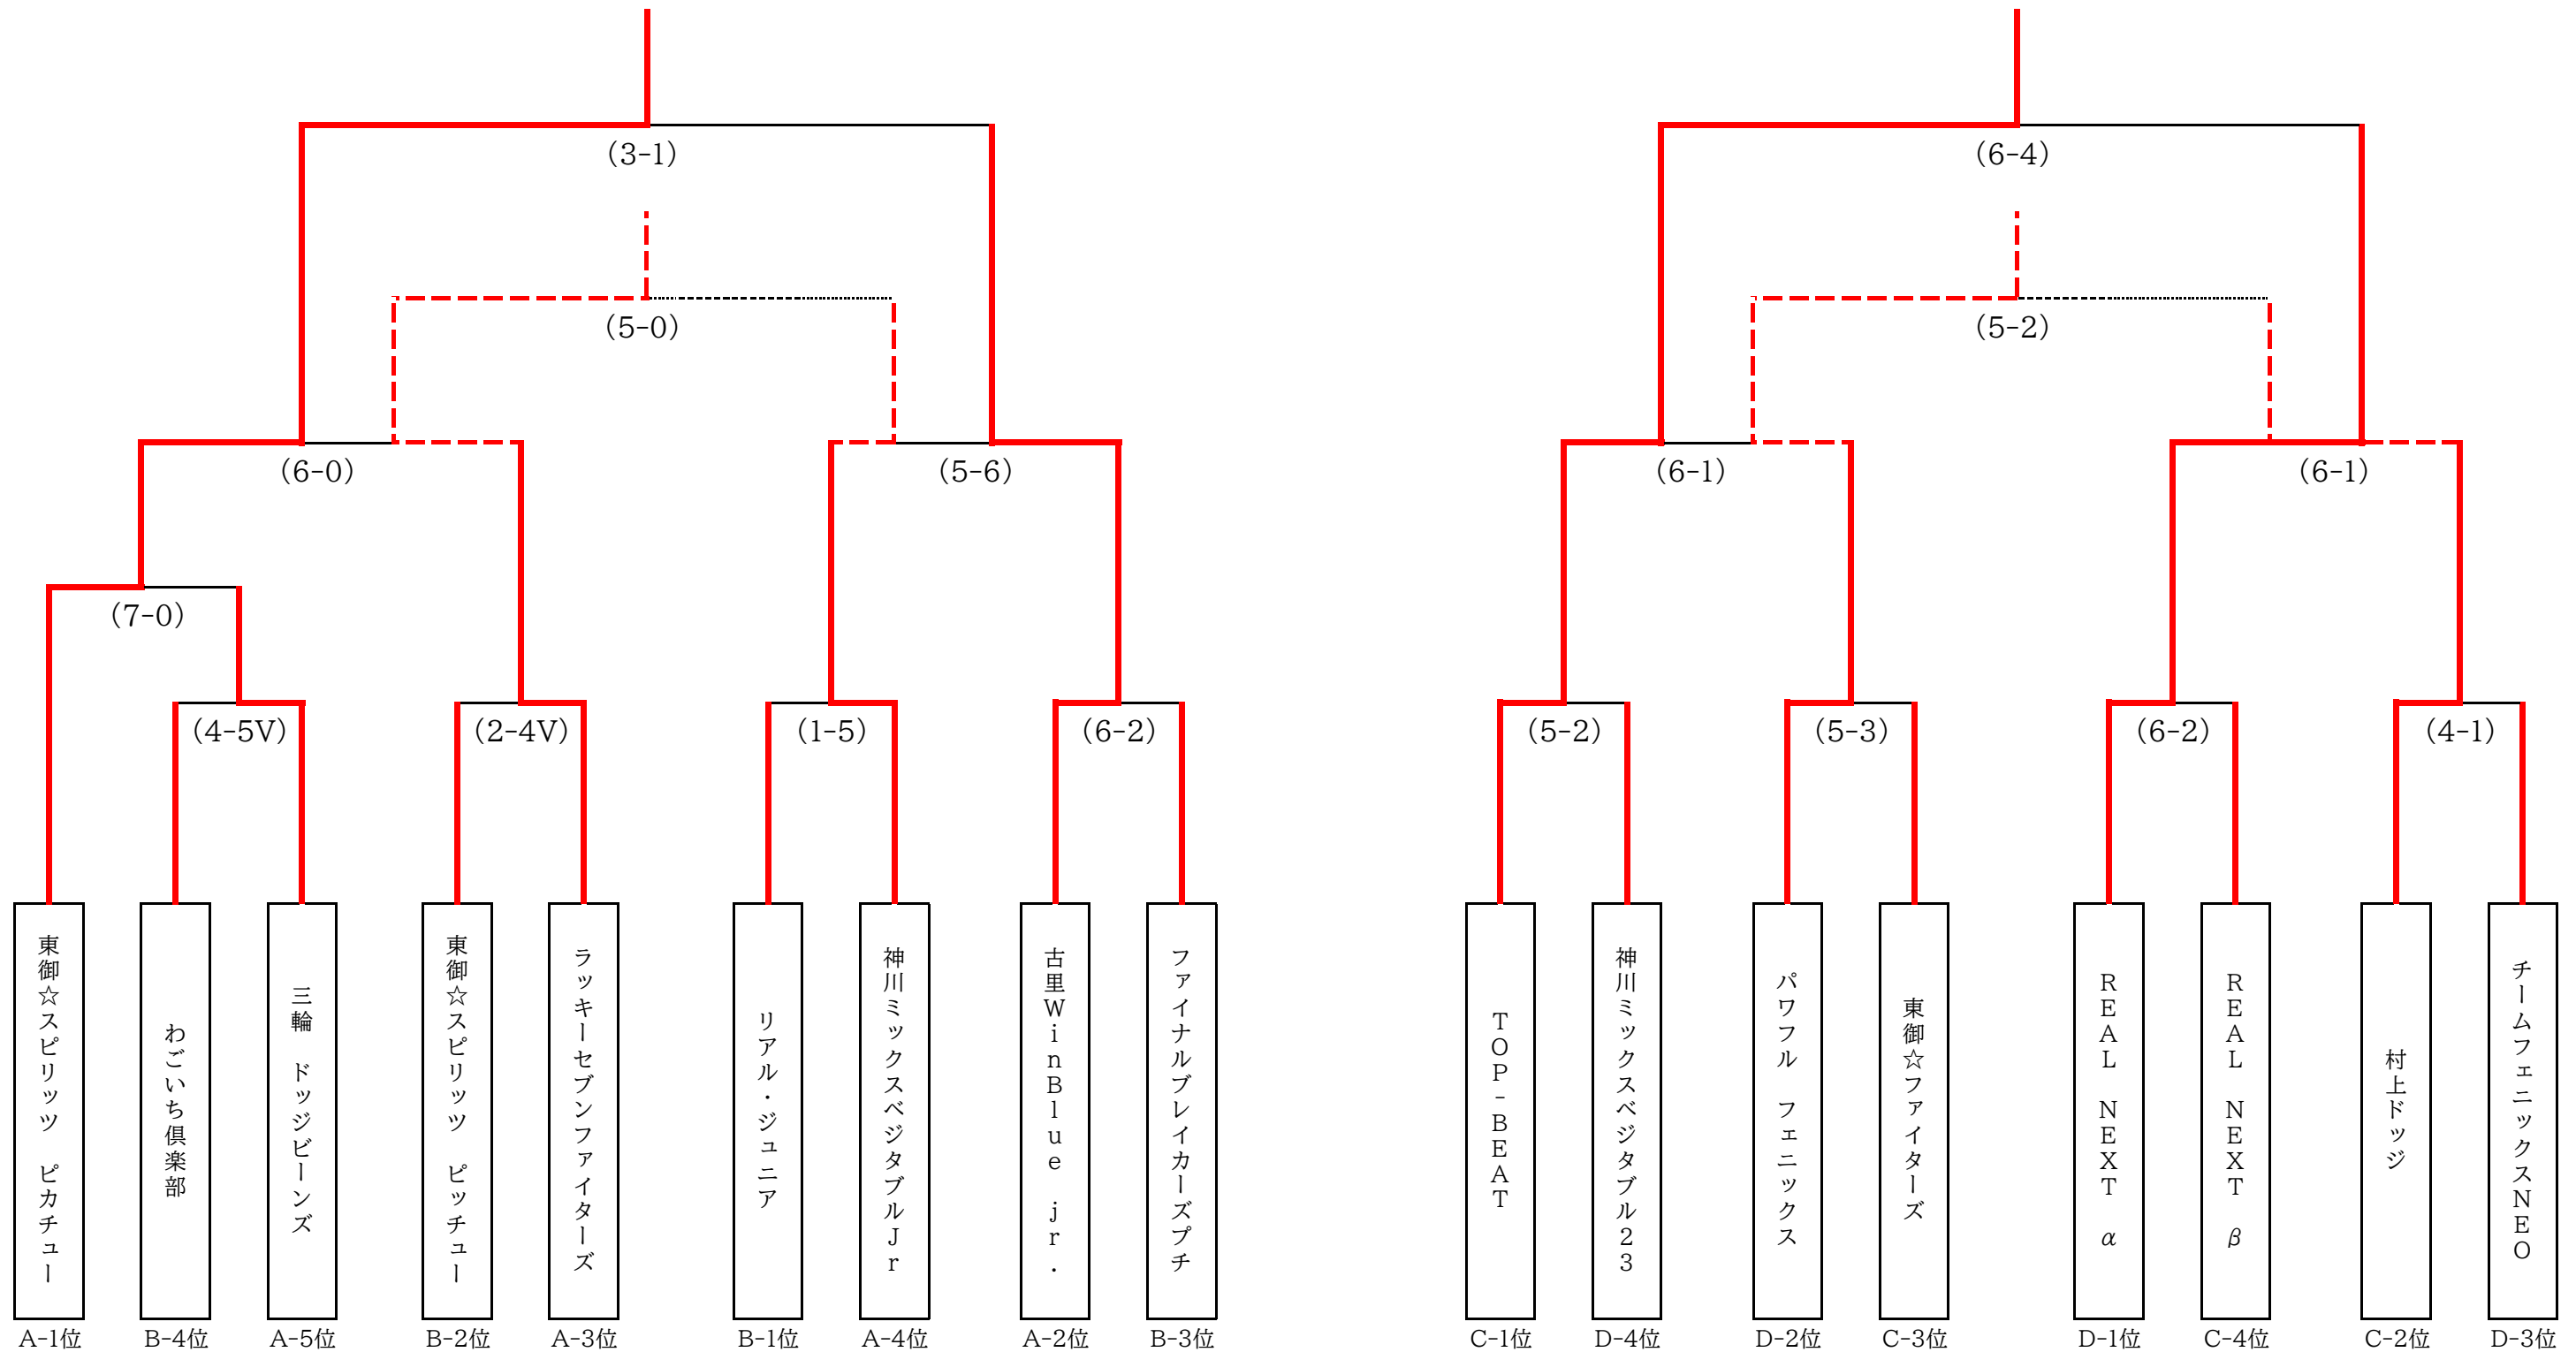 (3-1)
(6-4)
(5-0)
(5-2)
(6-0)
(5-6)
(6-1)
(6-1)
(7-0)
(4-5V)
(2-4V)
(1-5)
(6-2)
(5-2)
(5-3)
(6-2)
(4-1)
東御☆スピリッツ　ピカチュー
わごいち倶楽部
三輪　ドッジビーンズ
東御☆スピリッツ　ピッチュー
ラッキーセブンファイターズ
リアル・ジュニア
神川ミックスベジタブルJr
古里WinBlue jr.
ファイナルブレイカーズプチ
TOP-BEAT
神川ミックスベジタブル23
パワフル　フェニックス
東御☆ファイターズ
REAL NEXT α
REAL NEXT β
村上ドッジ
チームフェニックスNEO
A-1位
B-4位
A-5位
B-2位
A-3位
B-1位
A-4位
A-2位
B-3位
C-1位
D-4位
D-2位
C-3位
D-1位
C-4位
C-2位
D-3位